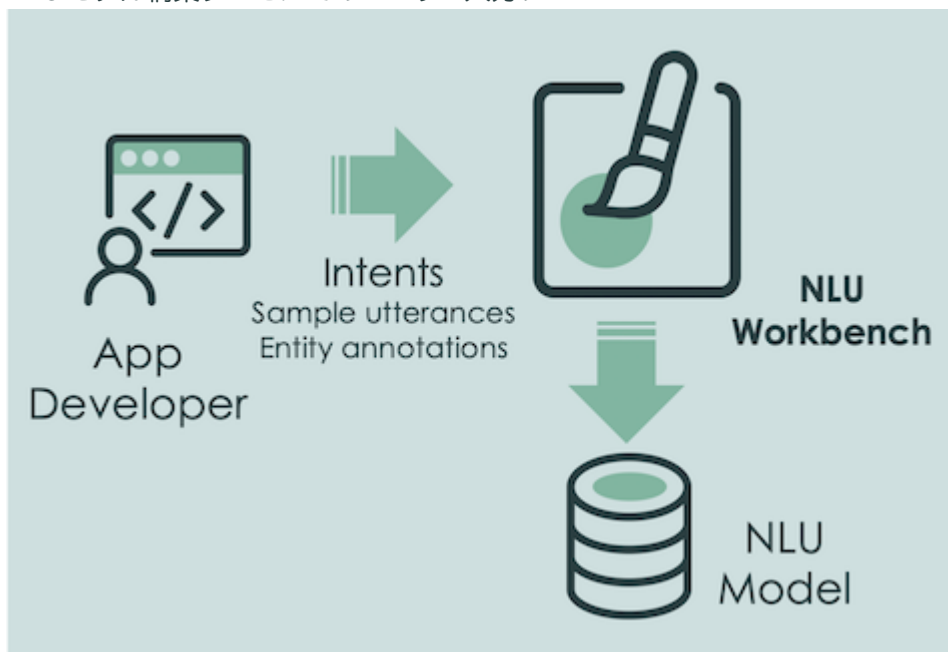 App
Developer
Intents
Sample utterances
Entity annotations
NLU
Workbench
NLU
Model